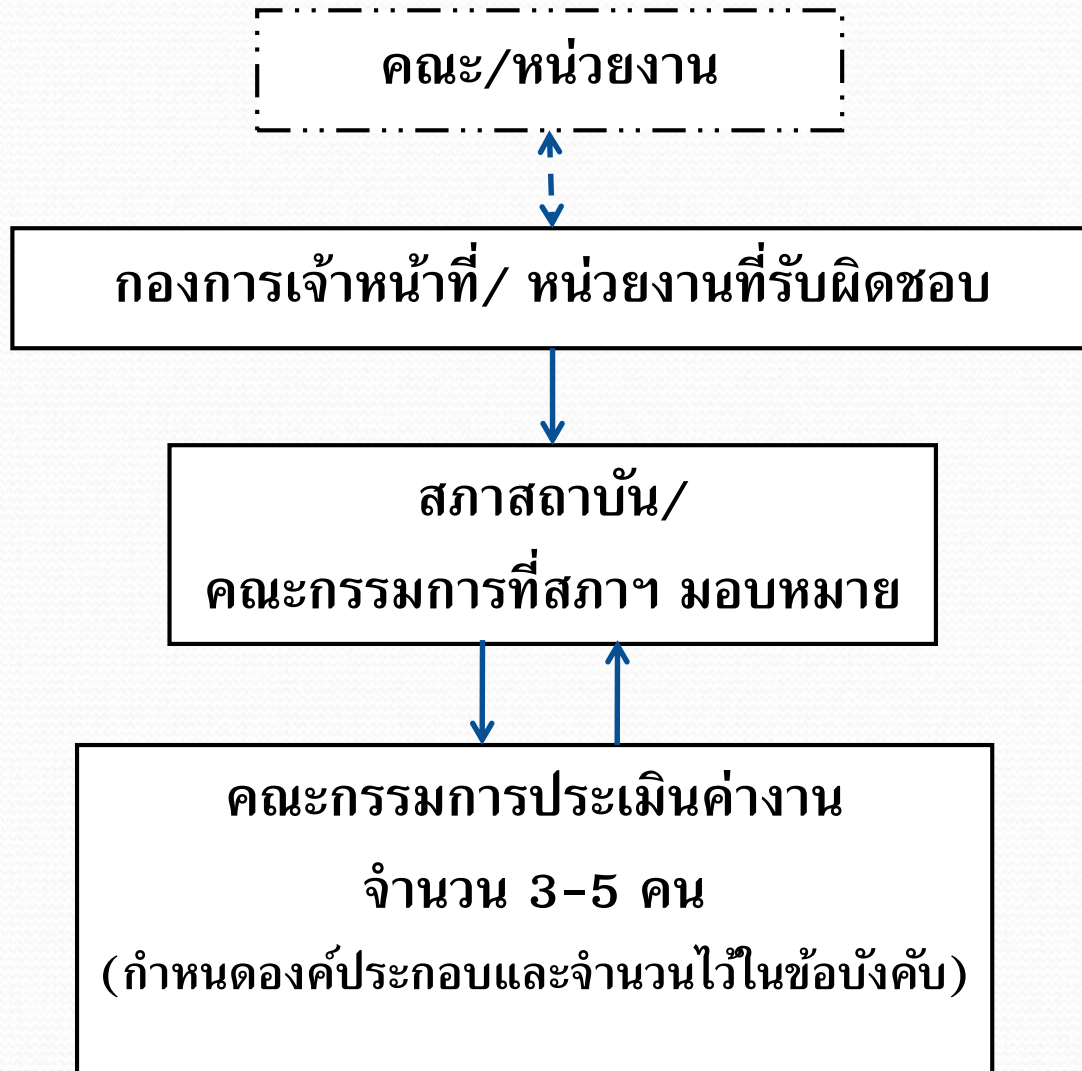 คณะ/หน่วยงาน
กองการเจ้าหน้าที่/ หน่วยงานที่รับผิดชอบ
สภาสถาบัน/
คณะกรรมการที่สภาฯ มอบหมาย
คณะกรรมการประเมินค่างาน
จำนวน 3-5 คน
(กำหนดองค์ประกอบและจำนวนไว้ในข้อบังคับ)